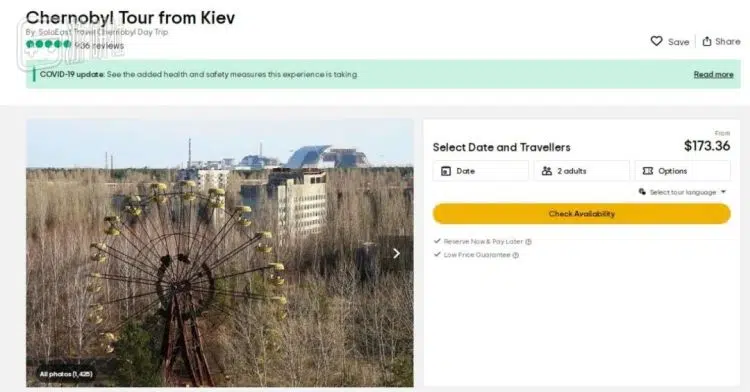 Chernobyl Tour from Kiev
By SoloEast Travel Chernobyl Day Trip
936 reviews
Save
Share
COVID-19 update: See the added health and safety measures this experience is taking.
Read more
From
Select Date and Travellers
$173.36
Date
2 adults
Options
Select tour language
Check Availability
Reserve Now & Pay Later
Low Price Guarantee
All photos (1,425)